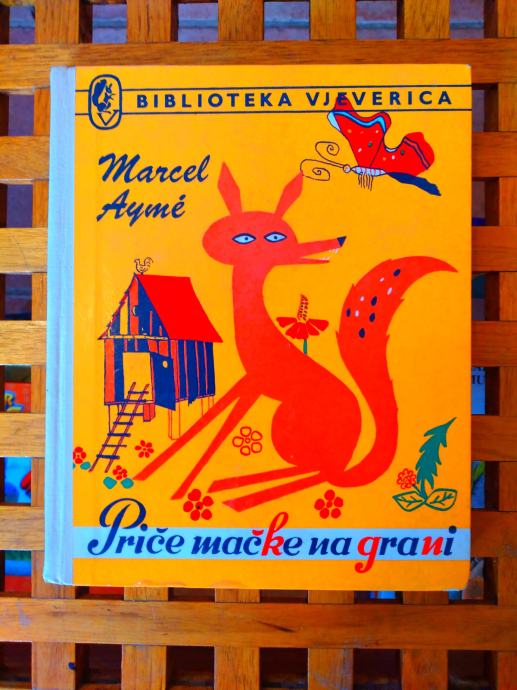 BIBLIOTEKA VJEVERICA
Marcel
Aymé
Priče mačke na grani